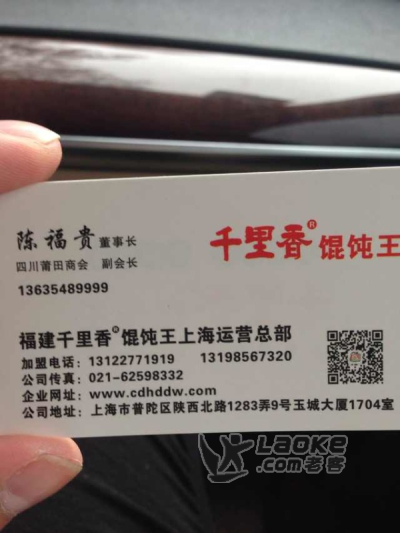 陈福贵 董事长
千里香® 馄饨王
四川莆田商会 副会长
13635489999
福建千里香®馄饨王上海运营总部
加盟电话：13122771919 13198567320
公司传真：021-62598332
企业网址：www.cdhddw.com
公司地址：上海市普陀区陕西北路1283弄9号玉城大厦1704室
LAOKE.com老客